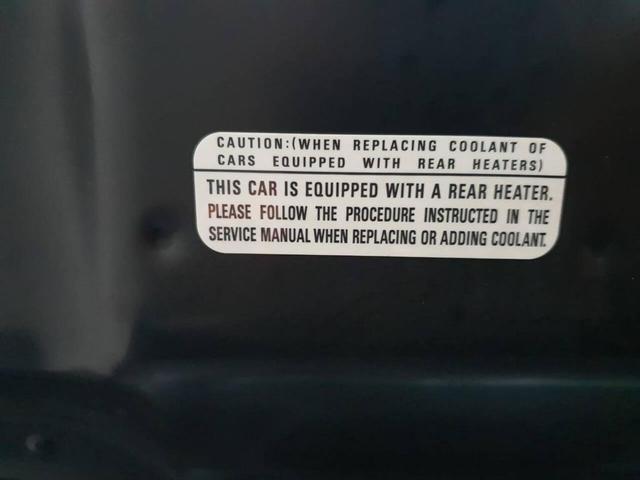 CAUTION:(WHEN REPLACING COOLANT OF
CARS EQUIPPED WITH REAR HEATERS)
THIS CAR IS EQUIPPED WITH A REAR HEATER.
PLEASE FOLLOW THE PROCEDURE INSTRUCTED IN THE
SERVICE MANUAL WHEN REPLACING OR ADDING COOLANT.